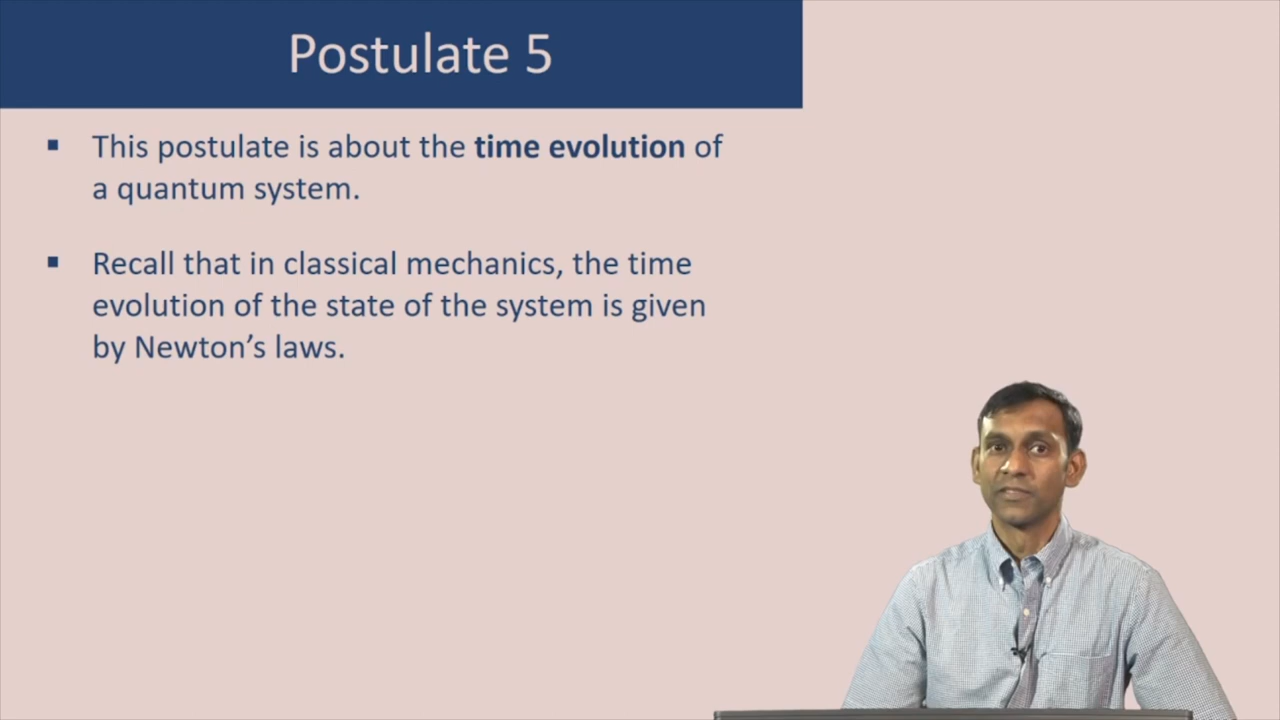 Postulate 5
▪ This postulate is about the time evolution of
a quantum system.
▪ Recall that in classical mechanics, the time
evolution of the state of the system is given
by Newton’s laws.